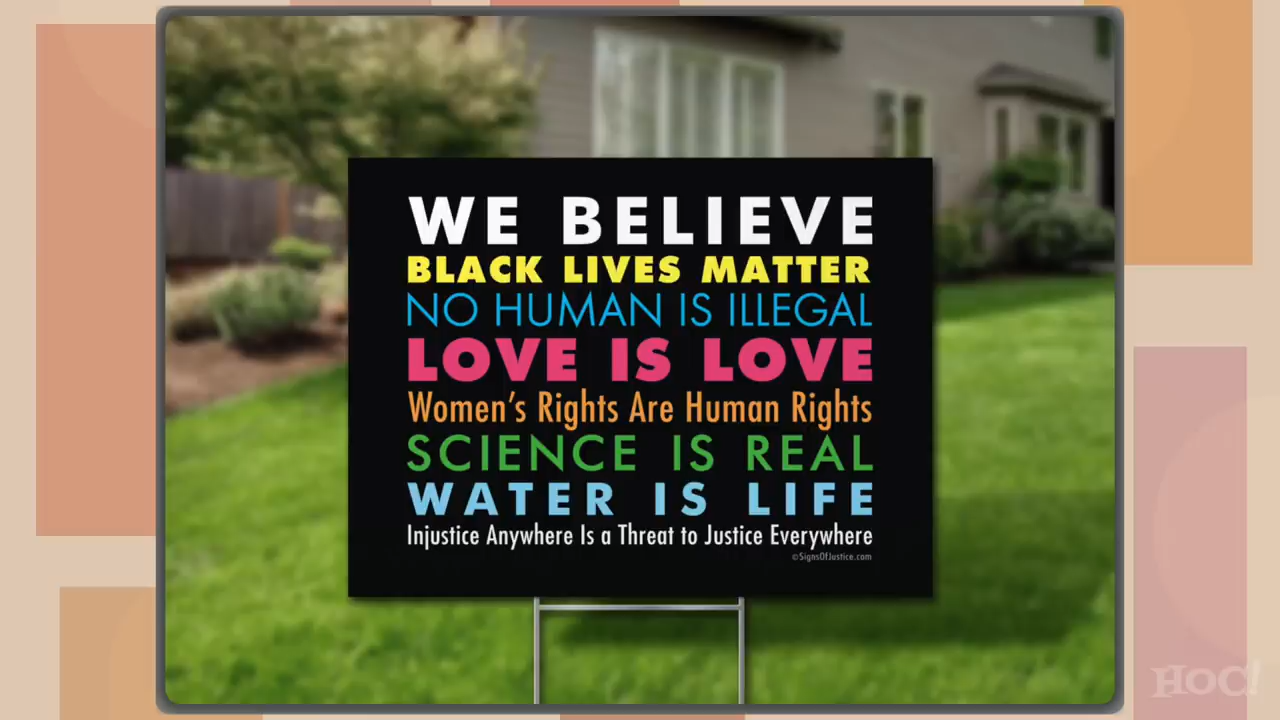 WE BELIEVE
BLACK LIVES MATTER
NO HUMAN IS ILLEGAL
LOVE IS LOVE
Women's Rights Are Human Rights
SCIENCE IS REAL
WATER IS LIFE
Injustice Anywhere Is a Threat to Justice Everywhere
©SignsOfJustice.com
HOC!